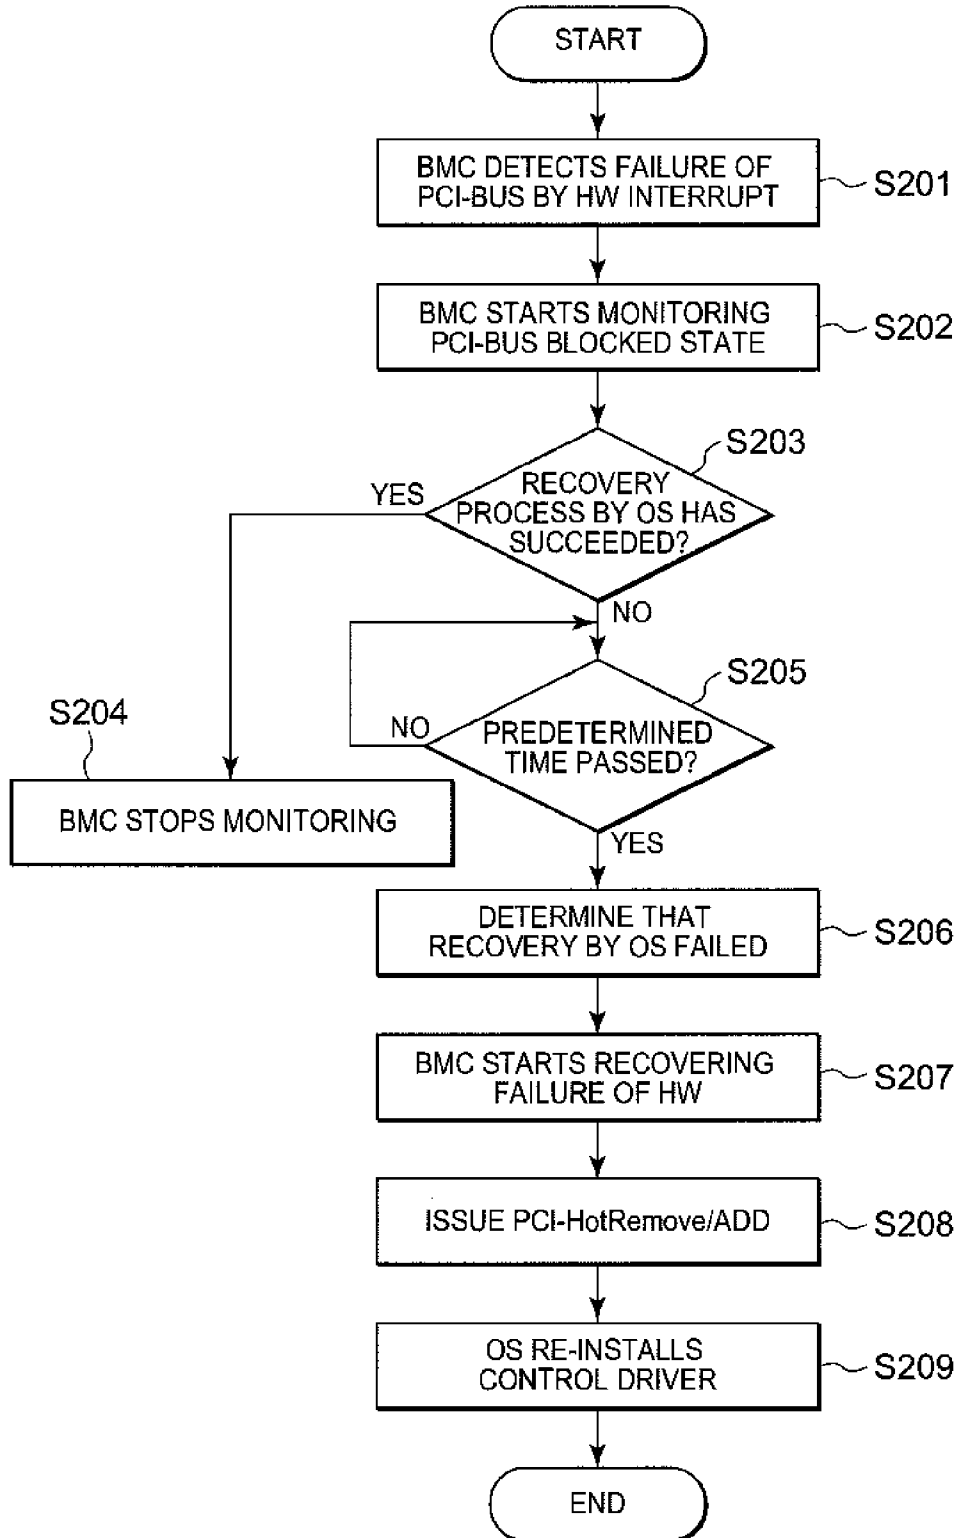 START
BMC DETECTS FAILURE OF
PCI-BUS BY HW INTERRUPT
S201
BMC STARTS MONITORING
PCI-BUS BLOCKED STATE
S202
S203
RECOVERY
PROCESS BY OS HAS
SUCCEEDED?
YES
NO
S205
PREDETERMINED
TIME PASSED?
NO
S204
BMC STOPS MONITORING
YES
DETERMINE THAT
RECOVERY BY OS FAILED
S206
BMC STARTS RECOVERING
FAILURE OF HW
S207
ISSUE PCI-HotRemove/ADD
S208
OS RE-INSTALLS
CONTROL DRIVER
S209
END